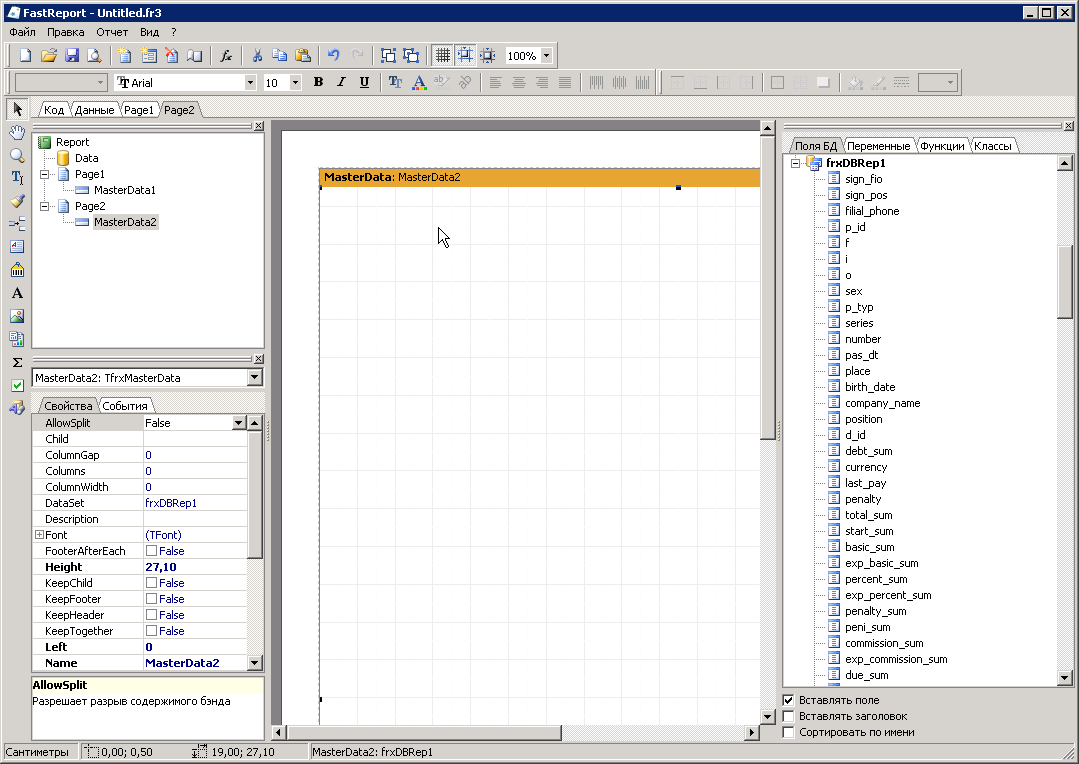 FastReport - Untitled.fr3
Файл Правка Отчет Вид ?
100%
Arial 10 B I U
Код Данные Page1 Page2
Report
Data
Page1
MasterData1
Page2
MasterData2
MasterData2: TfrxMasterData
Свойства События
AllowSplit False
Child
ColumnGap 0
Columns 0
ColumnWidth 0
DataSet frxDBRep1
Description
Font (TFont)
FooterAfterEach False
Height 27,10
KeepChild False
KeepFooter False
KeepHeader False
KeepTogether False
Left 0
Name MasterData2
AllowSplit
Разрешает разрыв содержимого бэнда
MasterData: MasterData2
Поля БД Переменные Функции Классы
frxDBRep1
sign_fio
sign_pos
filial_phone
p_id
f
i
o
sex
p_typ
series
number
pas_dt
place
birth_date
company_name
position
d_id
debt_sum
currency
last_pay
penalty
total_sum
start_sum
basic_sum
exp_basic_sum
percent_sum
exp_percent_sum
penalty_sum
peni_sum
commission_sum
exp_commission_sum
due_sum
Вставлять поле
Вставлять заголовок
Сортировать по имени
Сантиметры 0,00; 0,50 19,00; 27,10 MasterData2: frxDBRep1